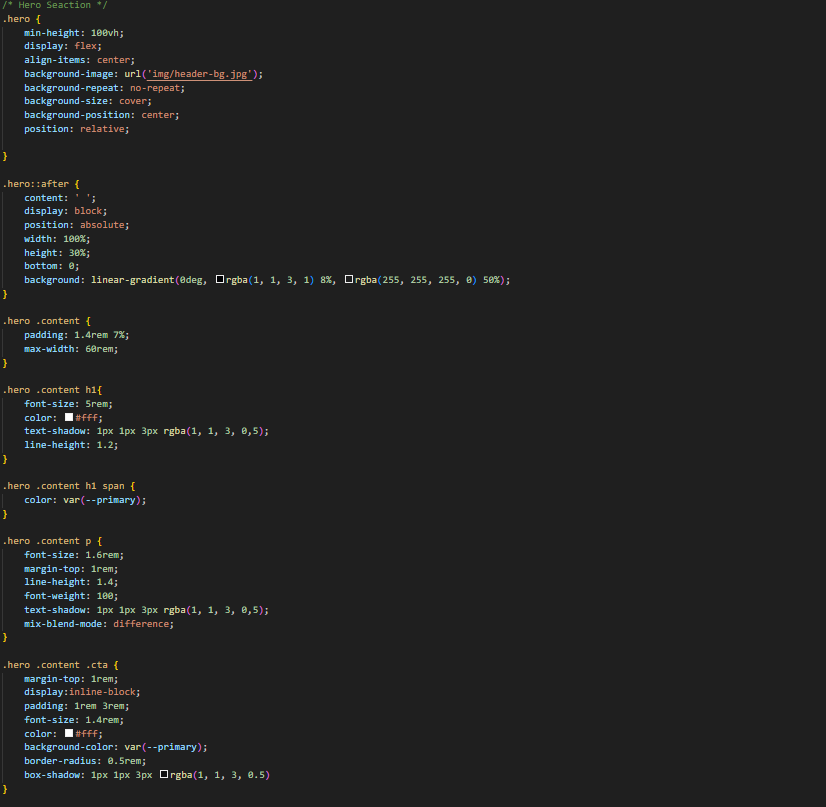 /* Hero Seaction */
.hero {
    min-height: 100vh;
    display: flex;
    align-items: center;
    background-image: url('img/header-bg.jpg');
    background-repeat: no-repeat;
    background-size: cover;
    background-position: center;
    position: relative;

}

.hero::after {
    content: ' ';
    display: block;
    position: absolute;
    width: 100%;
    height: 30%;
    bottom: 0;
    background: linear-gradient(0deg, rgba(1, 1, 3, 1) 8%, rgba(255, 255, 255, 0) 50%);
}

.hero .content {
    padding: 1.4rem 7%;
    max-width: 60rem;
}

.hero .content h1{
    font-size: 5rem;
    color: #fff;
    text-shadow: 1px 1px 3px rgba(1, 1, 3, 0,5);
    line-height: 1.2;
}

.hero .content h1 span {
    color: var(--primary);
}

.hero .content p {
    font-size: 1.6rem;
    margin-top: 1rem;
    line-height: 1.4;
    font-weight: 100;
    text-shadow: 1px 1px 3px rgba(1, 1, 3, 0,5);
    mix-blend-mode: difference;
}

.hero .content .cta {
    margin-top: 1rem;
    display:inline-block;
    padding: 1rem 3rem;
    font-size: 1.4rem;
    color: #fff;
    background-color: var(--primary);
    border-radius: 0.5rem;
    box-shadow: 1px 1px 3px rgba(1, 1, 3, 0.5)
}